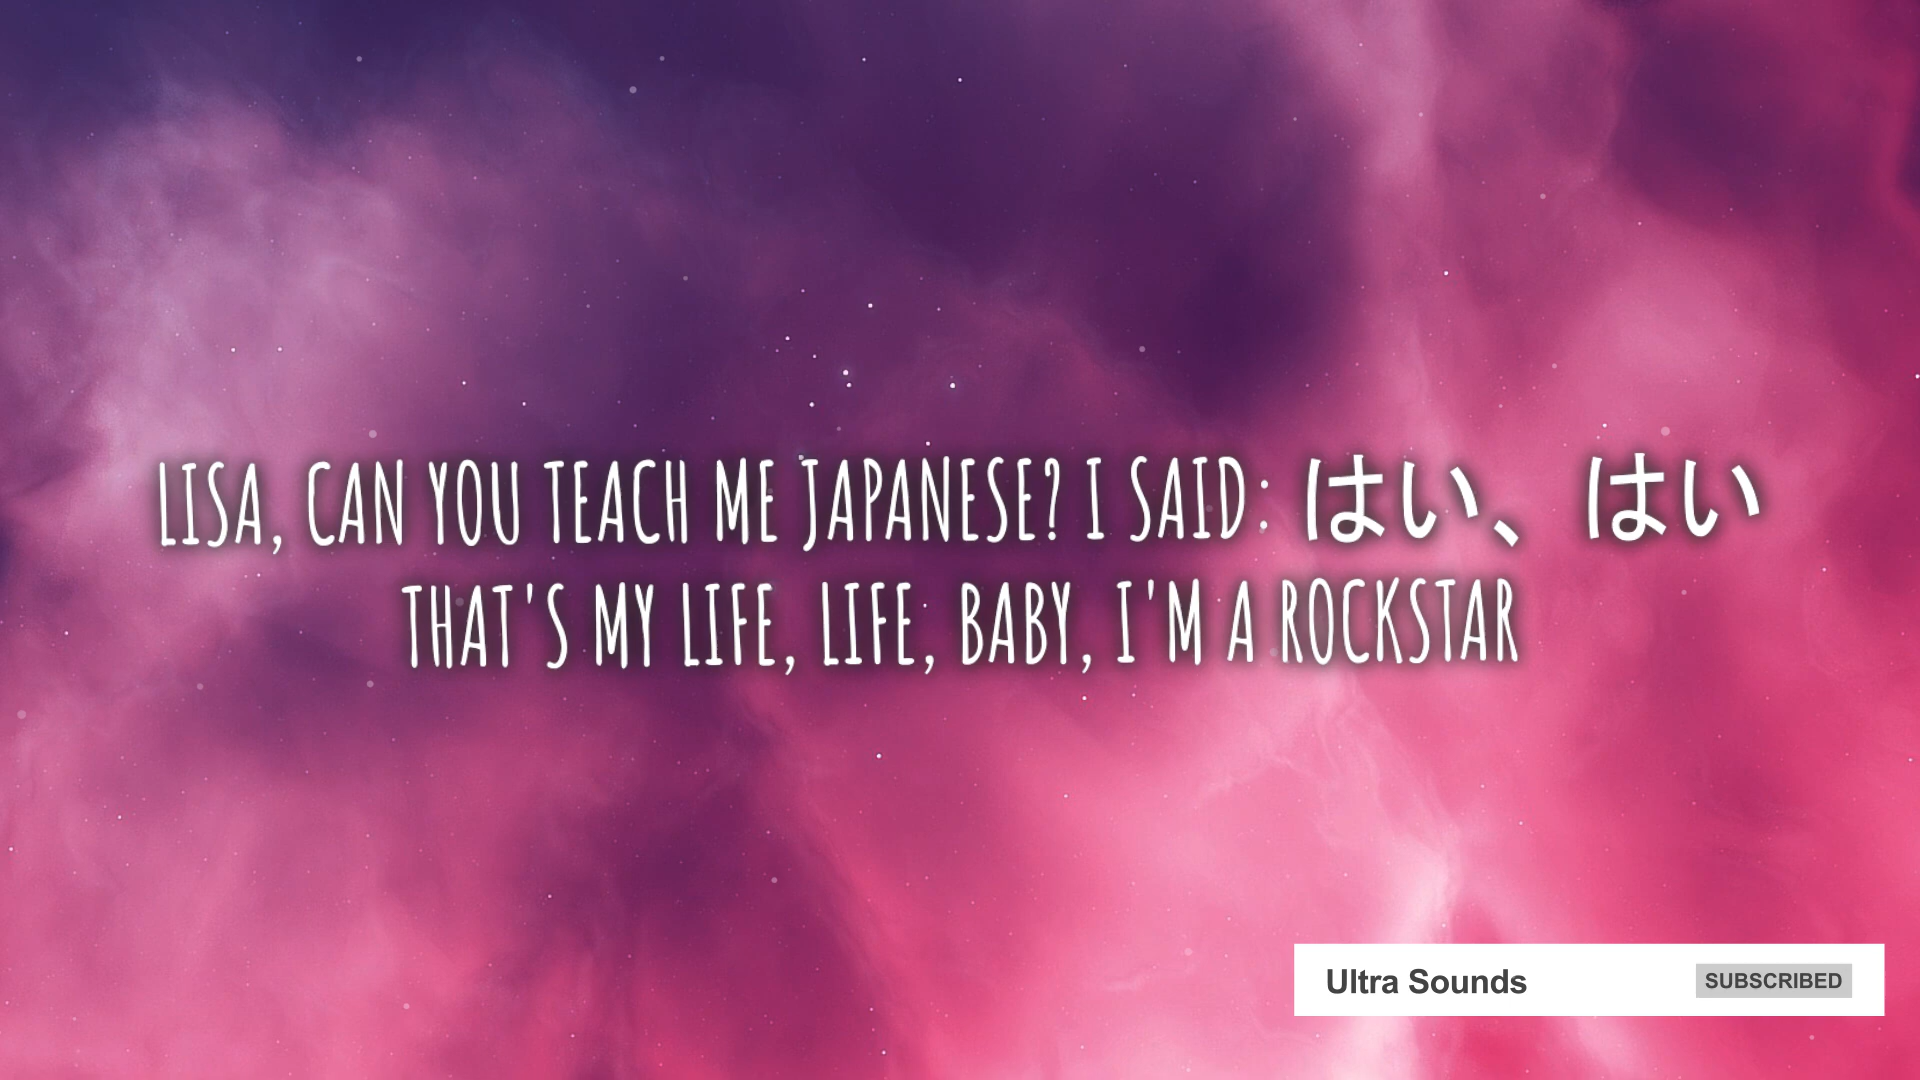 LISA, CAN YOU TEACH ME JAPANESE? I SAID: はい、はい
THAT'S MY LIFE, LIFE, BABY, I'M A ROCKSTAR
Ultra Sounds
SUBSCRIBED